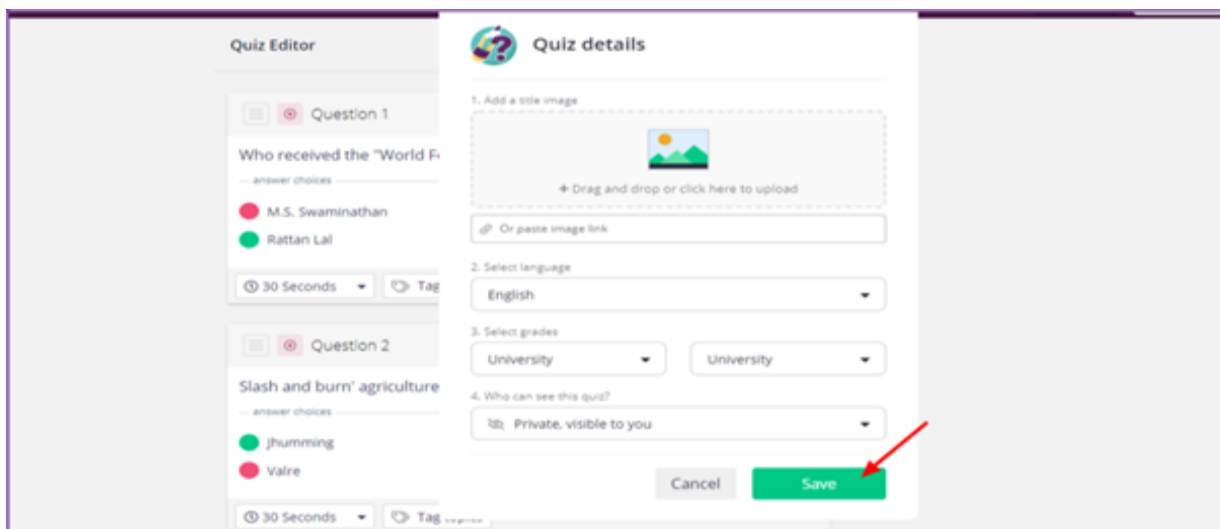 Quiz Editor
Question 1
Who received the "World F
answer choices
M.S. Swaminathan
Rattan Lal
30 Seconds
Tag
Question 2
Slash and burn' agriculture
answer choices
Jhumming
Valre
30 Seconds
Tag topics
Quiz details
1. Add a title image
+ Drag and drop or click here to upload
Or paste image link
2. Select language
English
3. Select grades
University University
4. Who can see this quiz?
Private, visible to you
Cancel Save